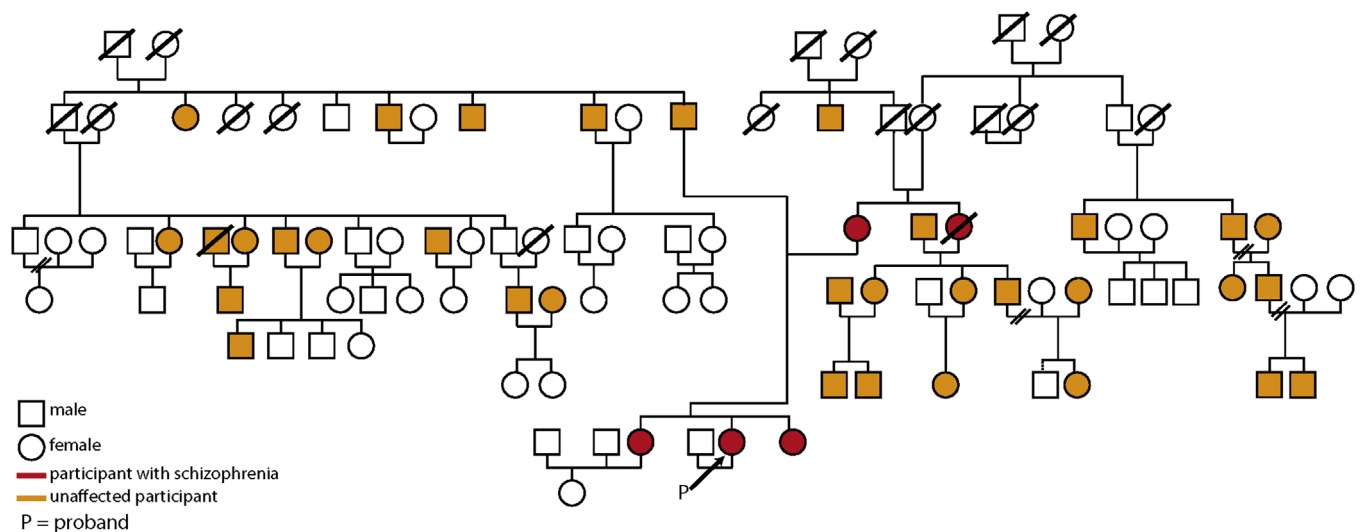 P
male
female
participant with schizophrenia
unaffected participant
P = proband